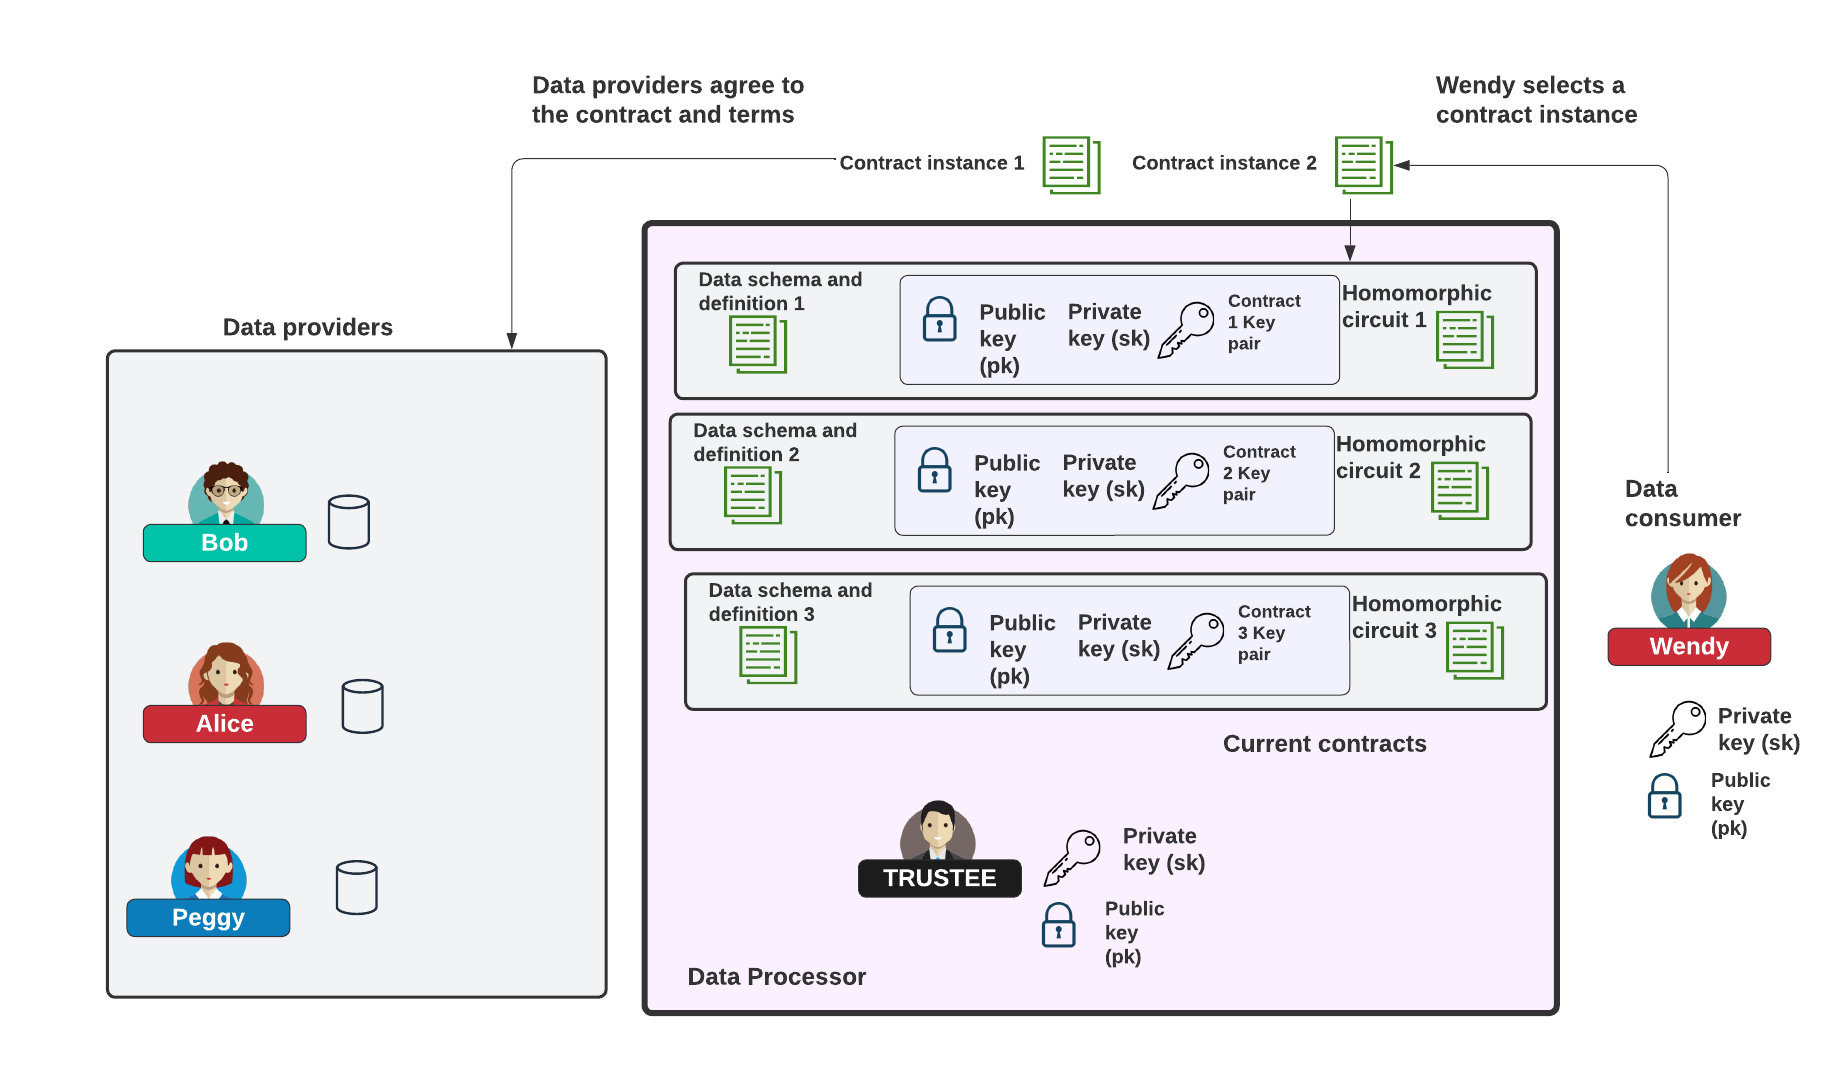 Data providers agree to
the contract and terms
Wendy selects a
contract instance
Contract instance 1
Contract instance 2
Data providers
Bob
Alice
Peggy
Data schema and
definition 1
Public
key
(pk)
Private
key (sk)
Contract
1 Key
pair
Homomorphic
circuit 1
Data schema and
definition 2
Public
key
(pk)
Private
key (sk)
Contract
2 Key
pair
Homomorphic
circuit 2
Data schema and
definition 3
Public
key
(pk)
Private
key (sk)
Contract
3 Key
pair
Homomorphic
circuit 3
Current contracts
TRUSTEE
Private
key (sk)
Public
key
(pk)
Data Processor
Data
consumer
Wendy
Private
key (sk)
Public
key
(pk)